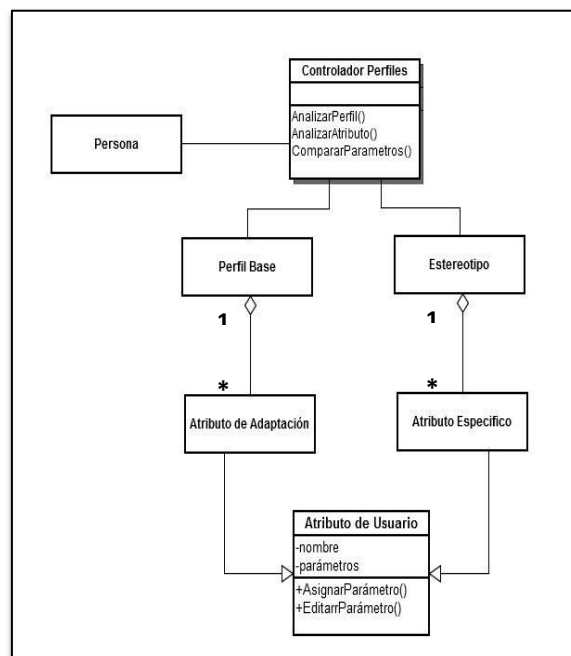 Controlador Perfiles
AnalizarPerfil()
AnalizarAtributo()
CompararParametros()
Persona
Perfil Base
Estereotipo
1
1
*
*
Atributo de Adaptación
Atributo Especifico
Atributo de Usuario
-nombre
-parámetros
+AsignarParámetro()
+EditarrParámetro()